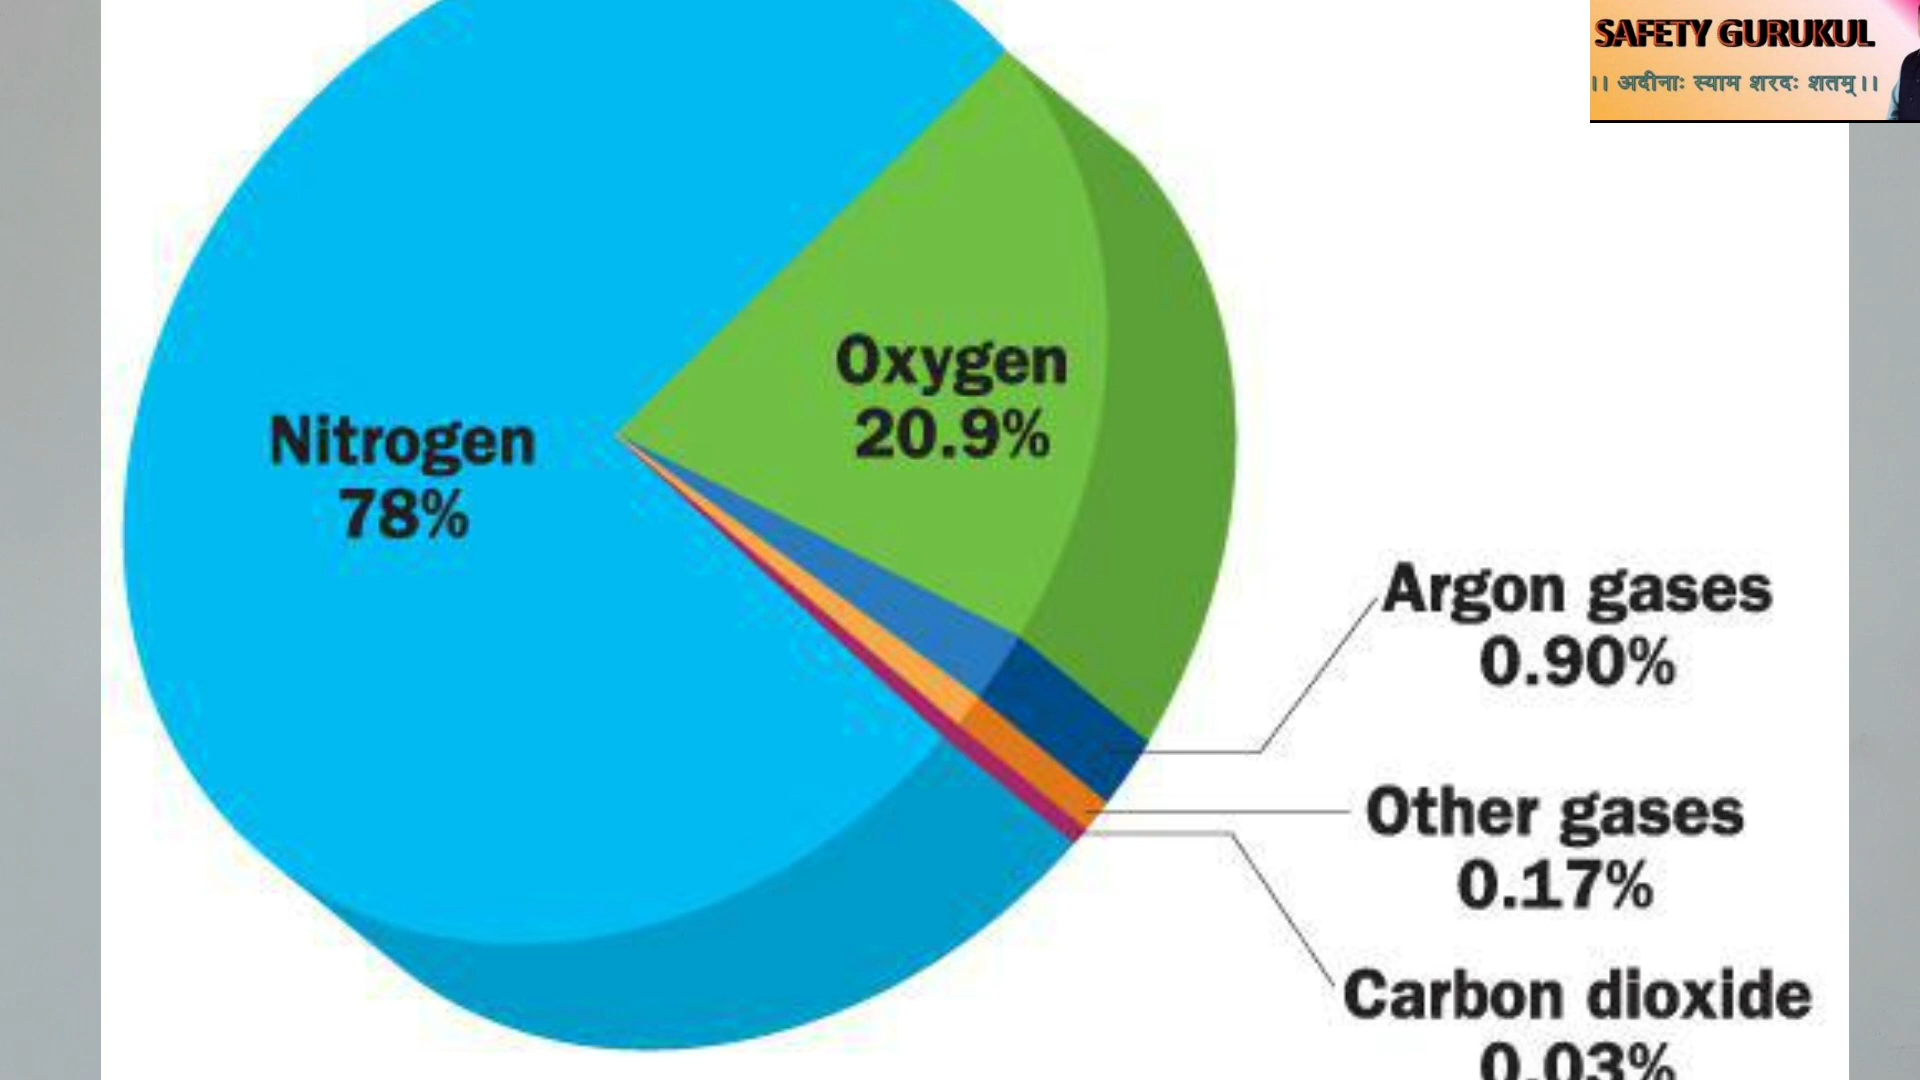 SAFETY GURUKUL
।। अदीनाः स्याम शरदः शतम्।।
Oxygen
20.9%
Nitrogen
78%
Argon gases
0.90%
Other gases
0.17%
Carbon dioxide
0.03%